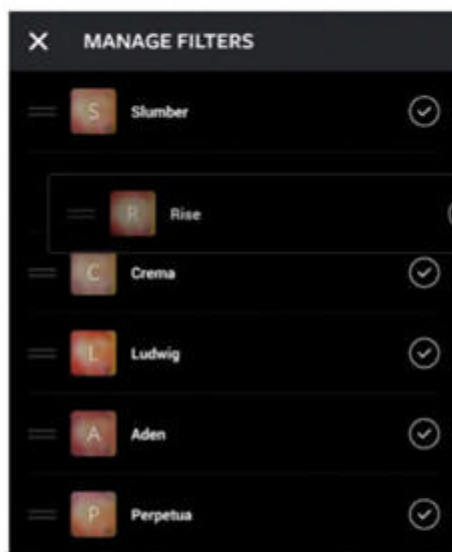 MANAGE FILTERS
S Slumber
R Rise
C Crema
L Ludwig
A Aden
P Perpetua